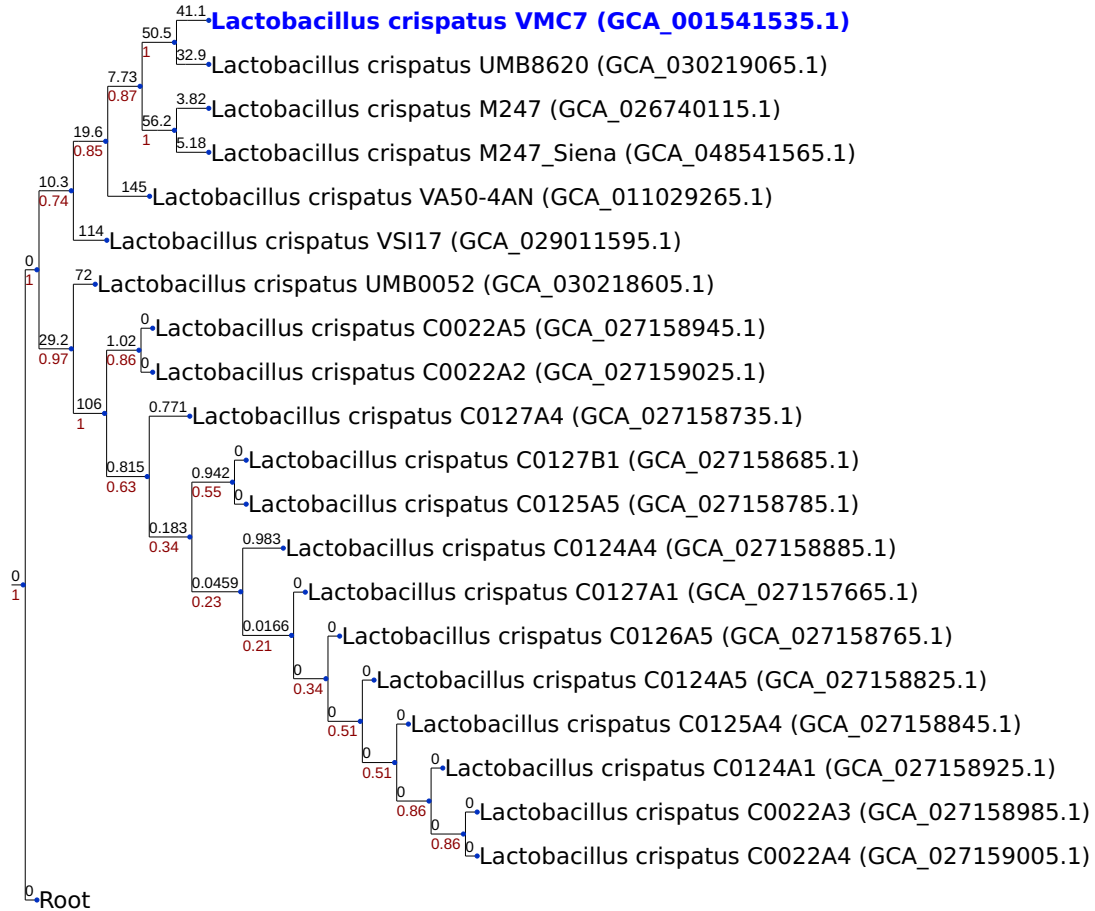 41.1
Lactobacillus crispatus VMC7 (GCA_001541535.1)
50.5
1
32.9
Lactobacillus crispatus UMB8620 (GCA_030219065.1)
7.73
0.87
3.82
Lactobacillus crispatus M247 (GCA_026740115.1)
56.2
1
5.18
Lactobacillus crispatus M247_Siena (GCA_048541565.1)
19.6
0.85
145
Lactobacillus crispatus VA50-4AN (GCA_011029265.1)
10.3
0.74
114
Lactobacillus crispatus VSI17 (GCA_029011595.1)
0
1
72
Lactobacillus crispatus UMB0052 (GCA_030218605.1)
29.2
0.97
0
Lactobacillus crispatus C0022A5 (GCA_027158945.1)
1.02
0.86
0
Lactobacillus crispatus C0022A2 (GCA_027159025.1)
106
1
0.771
Lactobacillus crispatus C0127A4 (GCA_027158735.1)
0.815
0.63
0
Lactobacillus crispatus C0127B1 (GCA_027158685.1)
0.942
0.55
0
Lactobacillus crispatus C0125A5 (GCA_027158785.1)
0.183
0.34
0.983
Lactobacillus crispatus C0124A4 (GCA_027158885.1)
0.0459
0.23
0
Lactobacillus crispatus C0127A1 (GCA_027157665.1)
0.0166
0.21
0
Lactobacillus crispatus C0126A5 (GCA_027158765.1)
0
0.34
0
Lactobacillus crispatus C0124A5 (GCA_027158825.1)
0
0.51
0
Lactobacillus crispatus C0125A4 (GCA_027158845.1)
0
0.51
0
Lactobacillus crispatus C0124A1 (GCA_027158925.1)
0
0.86
0
Lactobacillus crispatus C0022A3 (GCA_027158985.1)
0
0.86
0
Lactobacillus crispatus C0022A4 (GCA_027159005.1)
0
1
0
Root